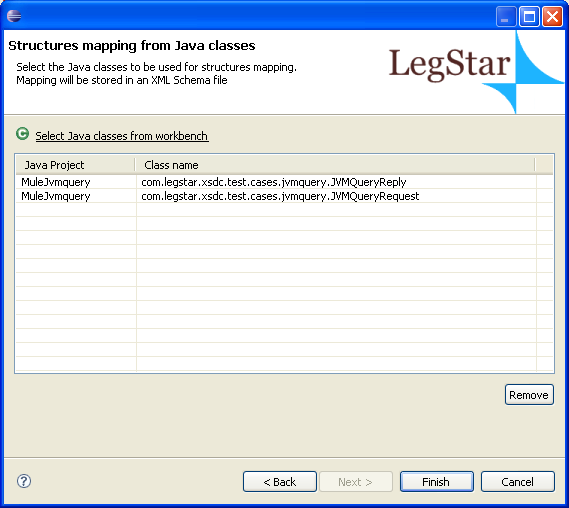 Structures mapping from Java classes
Select the Java classes to be used for structures mapping.
Mapping will be stored in an XML Schema file
LegStar
Select Java classes from workbench
Java Project Class name
MuleJvmquery com.legstar.xsdc.test.cases.jvmquery.JVMQueryReply
MuleJvmquery com.legstar.xsdc.test.cases.jvmquery.JVMQueryRequest
Remove
< Back Next > Finish Cancel